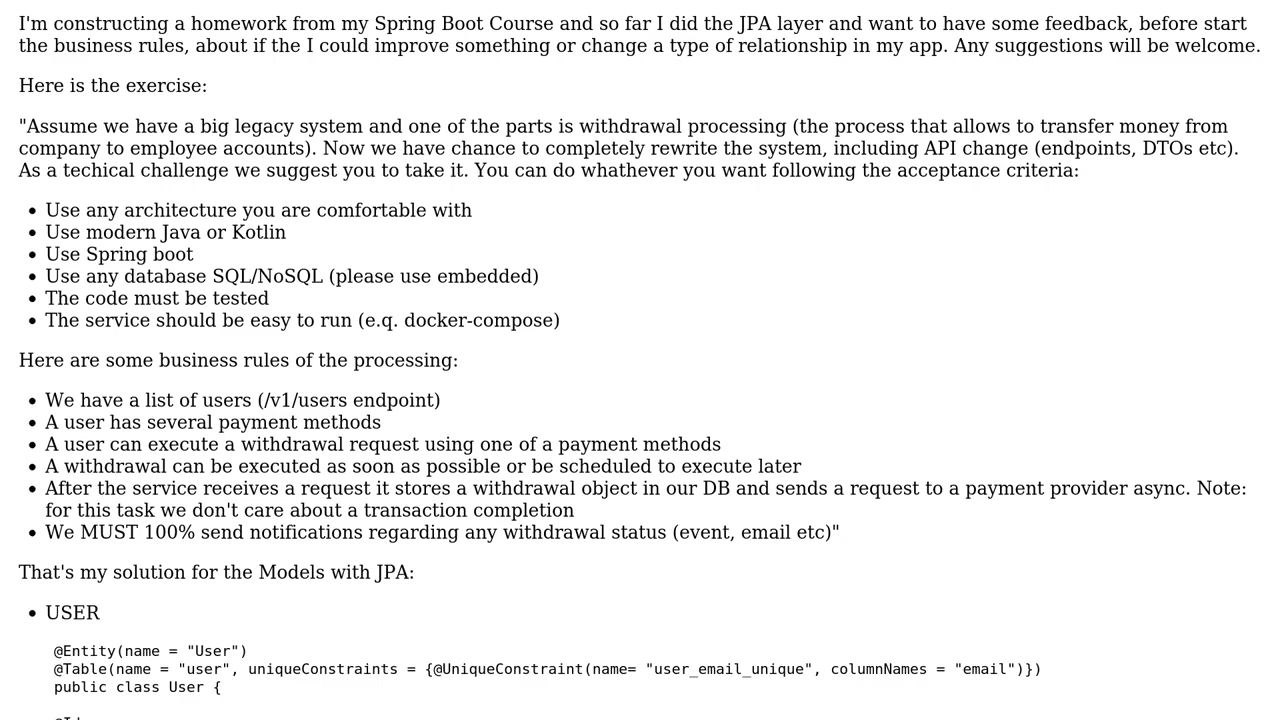 I'm constructing a homework from my Spring Boot Course and so far I did the JPA layer and want to have some feedback, before start
the business rules, about if the I could improve something or change a type of relationship in my app. Any suggestions will be welcome.
Here is the exercise:
"Assume we have a big legacy system and one of the parts is withdrawal processing (the process that allows to transfer money from
company to employee accounts). Now we have chance to completely rewrite the system, including API change (endpoints, DTOs etc).
As a techical challenge we suggest you to take it. You can do whathever you want following the acceptance criteria:
• Use any architecture you are comfortable with
• Use modern Java or Kotlin
• Use Spring boot
• Use any database SQL/NoSQL (please use embedded)
• The code must be tested
• The service should be easy to run (e.q. docker-compose)
Here are some business rules of the processing:
• We have a list of users (/v1/users endpoint)
• A user has several payment methods
• A user can execute a withdrawal request using one of a payment methods
• A withdrawal can be executed as soon as possible or be scheduled to execute later
• After the service receives a request it stores a withdrawal object in our DB and sends a request to a payment provider async. Note:
for this task we don't care about a transaction completion
• We MUST 100% send notifications regarding any withdrawal status (event, email etc)"
That's my solution for the Models with JPA:
• USER
@Entity(name = "User")
@Table(name = "user", uniqueConstraints = {@UniqueConstraint(name= "user_email_unique", columnNames = "email")})
public class User {